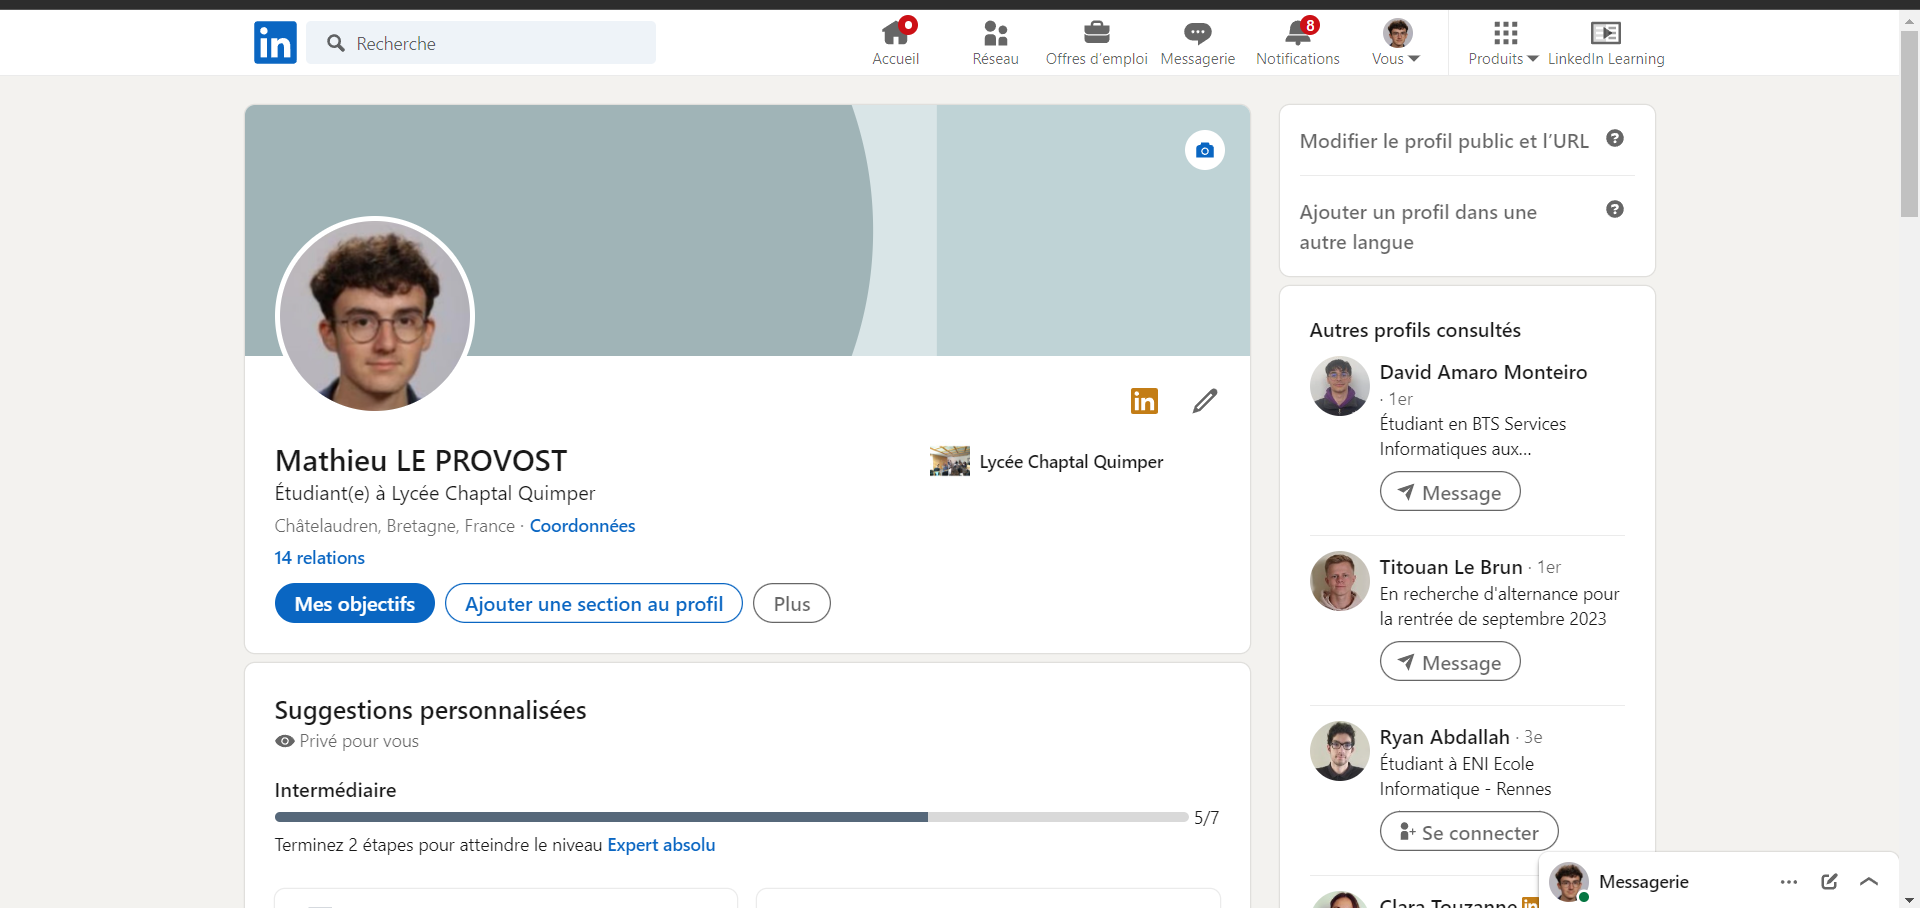 in
Recherche
Accueil
Réseau
Offres d'emploi
Messagerie
8
Notifications
Vous
Produits
LinkedIn Learning
in
Mathieu LE PROVOST
Étudiant(e) à Lycée Chaptal Quimper
Châtelaudren, Bretagne, France · Coordonnées
14 relations
Mes objectifs
Ajouter une section au profil
Plus
Lycée Chaptal Quimper
Suggestions personnalisées
Privé pour vous
Intermédiaire
5/7
Terminez 2 étapes pour atteindre le niveau Expert absolu
Modifier le profil public et l'URL
Ajouter un profil dans une
autre langue
Autres profils consultés
David Amaro Monteiro
· 1er
Étudiant en BTS Services
Informatiques aux...
Message
Titouan Le Brun · 1er
En recherche d'alternance pour
la rentrée de septembre 2023
Message
Ryan Abdallah · 3e
Étudiant à ENI Ecole
Informatique - Rennes
Se connecter
Clara Touzanne in
Messagerie